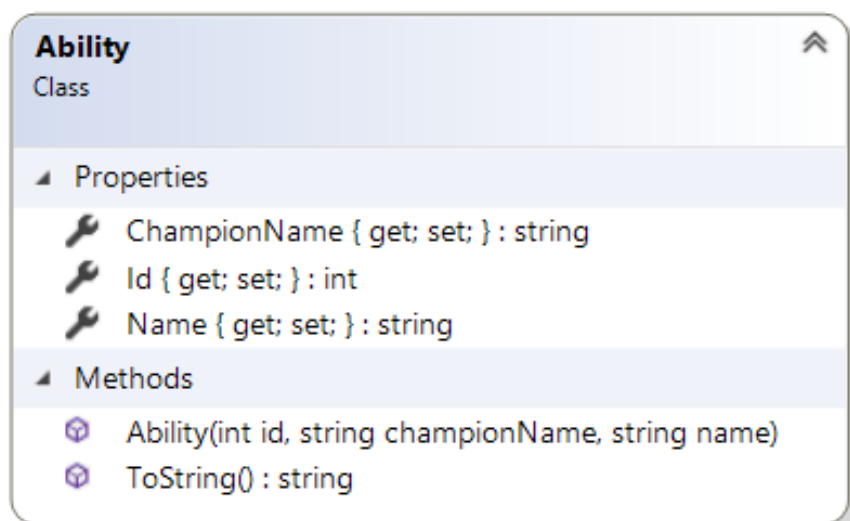 Ability
Class
Properties
ChampionName { get; set; } : string
Id { get; set; } : int
Name { get; set; } : string
Methods
Ability(int id, string championName, string name)
ToString() : string